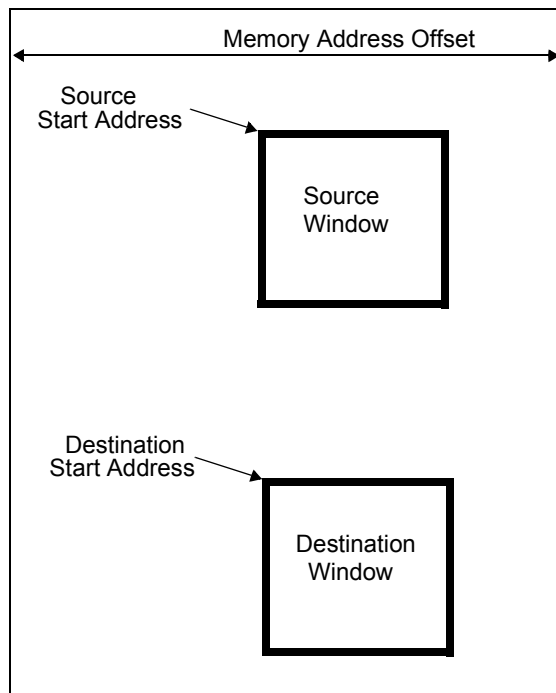 Memory Address Offset
Source
Start Address
Source
Window
Destination
Start Address
Destination
Window